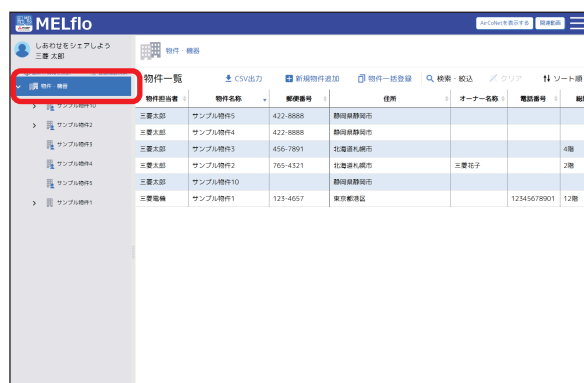 MELflo
AirCoNetを表示する 関連動画
しあわせをシェアしよう
三菱 太郎
物件・機器
物件・機器
サンプル物件10
サンプル物件2
サンプル物件3
サンプル物件4
サンプル物件5
サンプル物件1
物件一覧 CSV出力 新規物件追加 物件一括登録 検索・絞込 クリア ソート順
物件担当者 物件名称 郵便番号 住所 オーナー名称 電話番号
三菱太郎 サンプル物件5 422-8888 静岡県静岡市
三菱太郎 サンプル物件4 422-8888 静岡県静岡市
三菱太郎 サンプル物件3 456-7891 北海道札幌市 4階
三菱太郎 サンプル物件2 765-4321 北海道札幌市 三菱花子 2階
三菱太郎 サンプル物件10 静岡県静岡市
三菱電機 サンプル物件1 123-4657 東京都港区 12345678901 12階